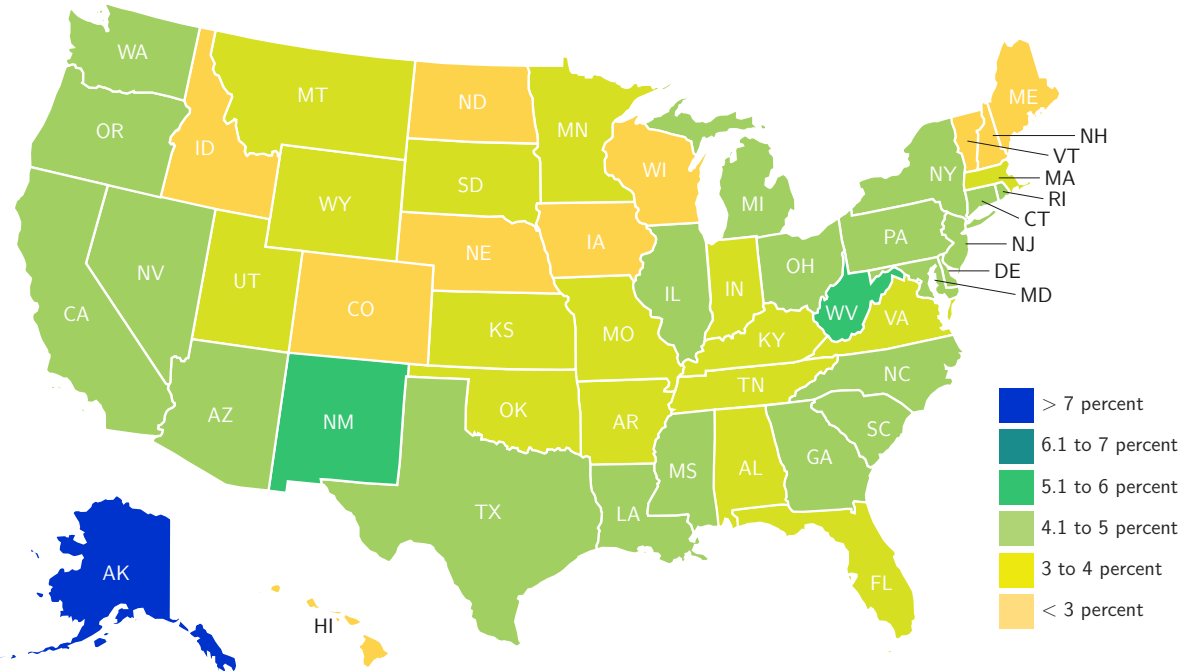 WA
MT
ND
ME
OR
MN
NH
ID
VT
WI
NY
MA
SD
RI
WY
MI
CT
PA
NJ
NE
IA
OH
DE
NV
UT
IL
IN
MD
CO
WV
VA
CA
KS
MO
KY
NC
TN
AZ
NM
OK
AR
SC
GA
MS
AL
TX
LA
AK
FL
HI
> 7 percent
6.1 to 7 percent
5.1 to 6 percent
4.1 to 5 percent
3 to 4 percent
< 3 percent